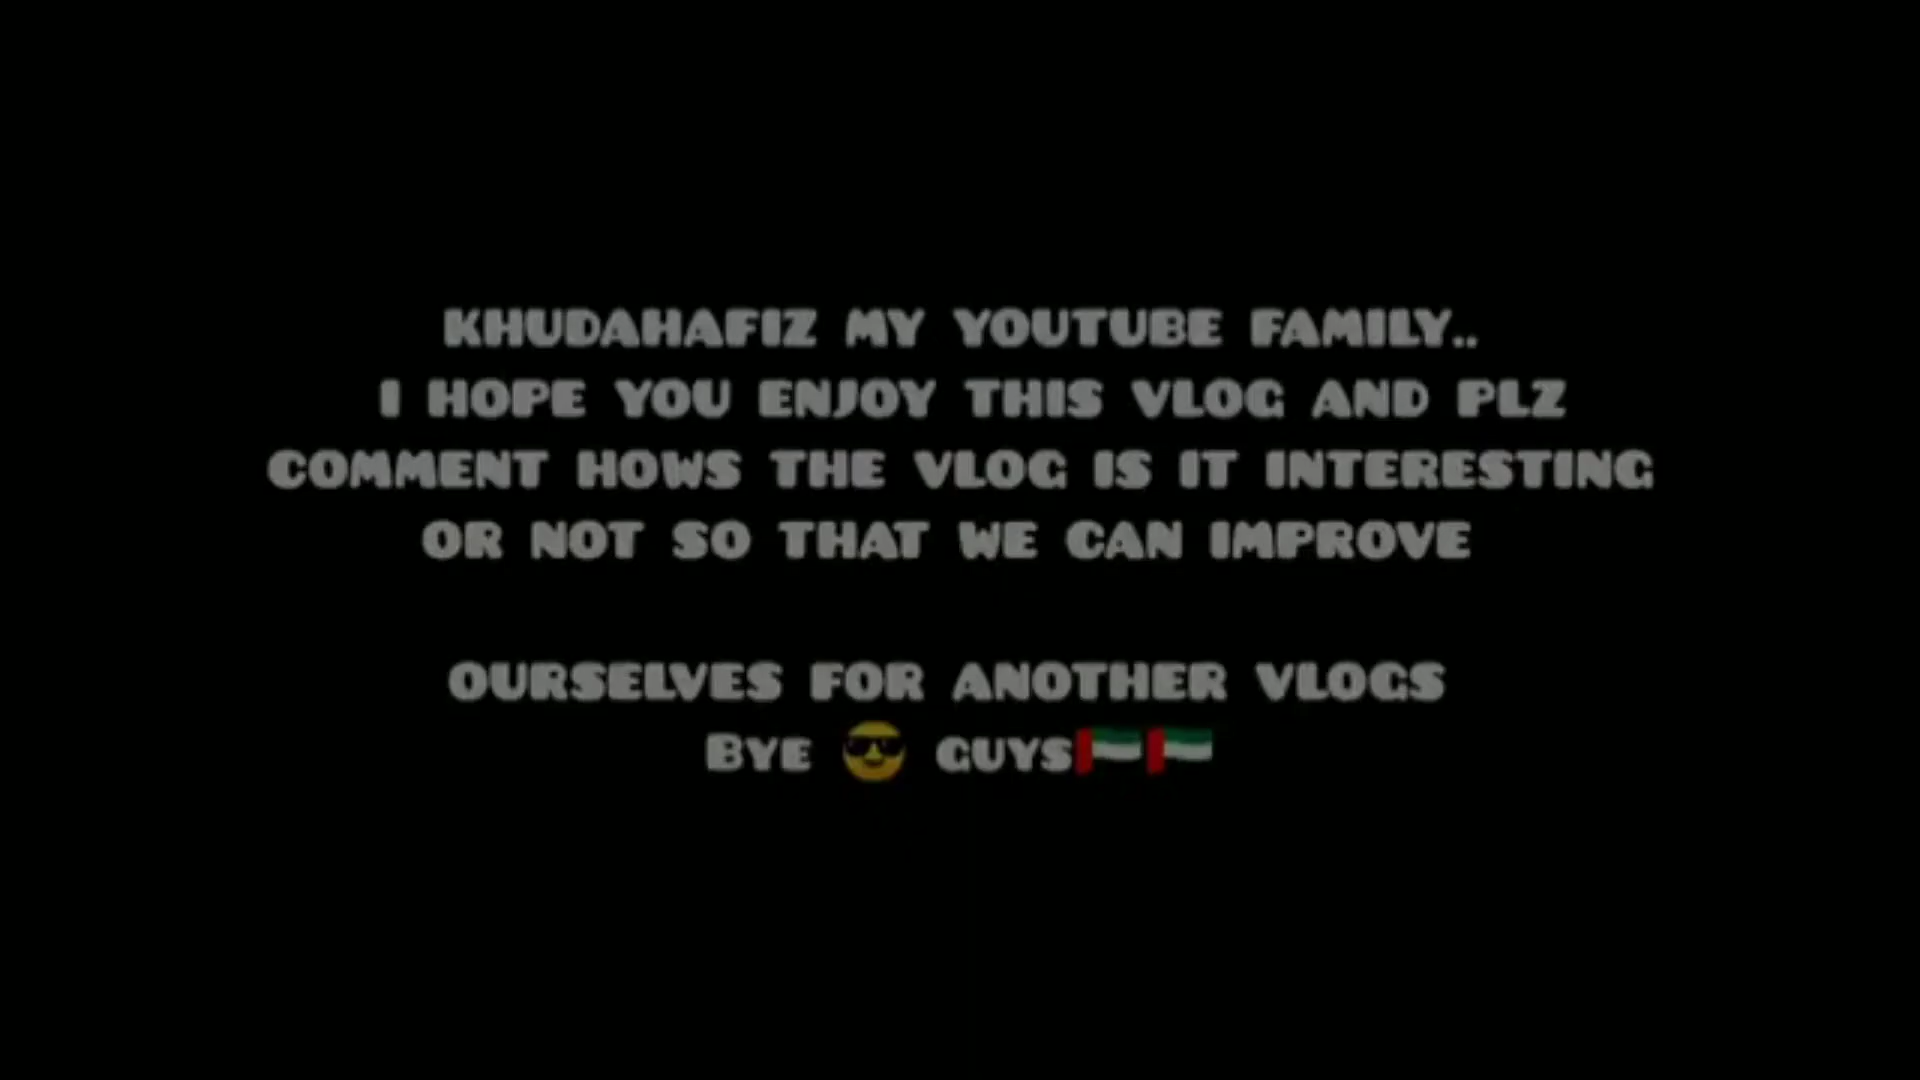 KHUDAHAFIZ MY YOUTUBE FAMILY..
I HOPE YOU ENJOY THIS VLOG AND PLZ
COMMENT HOWS THE VLOG IS IT INTERESTING
OR NOT SO THAT WE CAN IMPROVE
OURSELVES FOR ANOTHER VLOGS
BYE 😎 GUYS🇦🇪🇦🇪